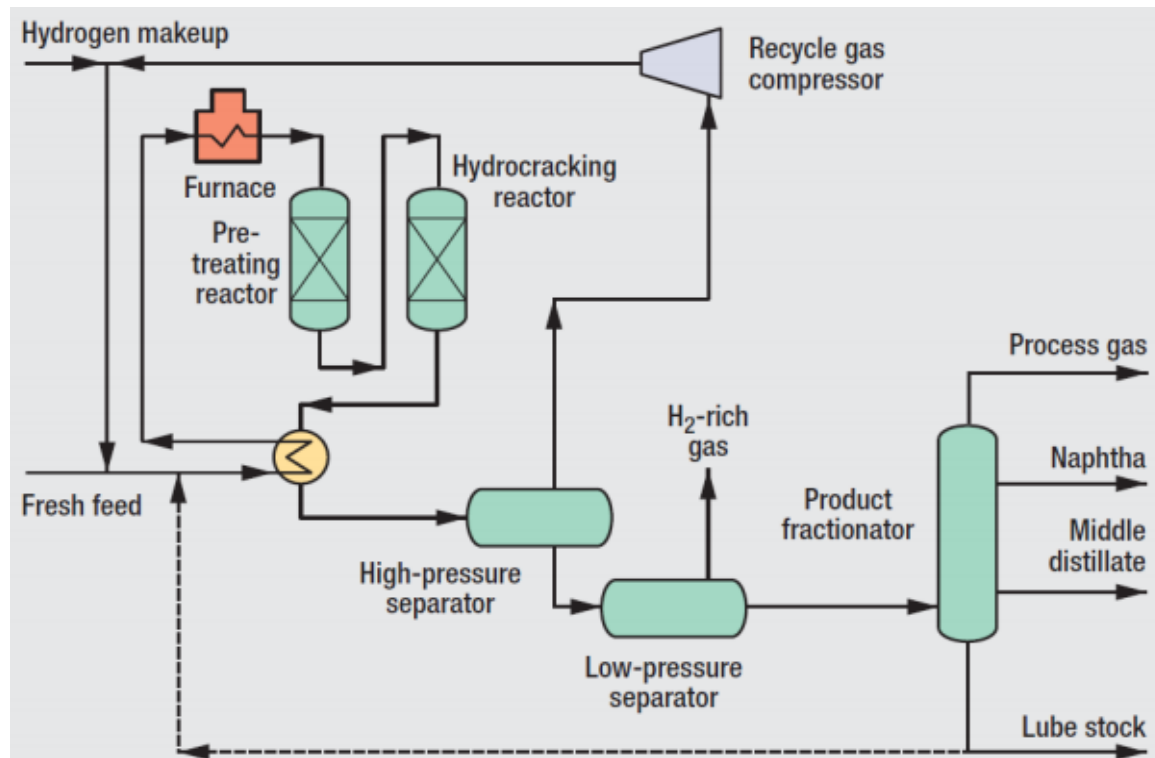 Hydrogen makeup
Recycle gas
compressor
Furnace
Hydrocracking
reactor
Pre-
treating
reactor
Process gas
H₂-rich
gas
Naphtha
Fresh feed
Product
fractionator
Middle
distillate
High-pressure
separator
Low-pressure
separator
Lube stock